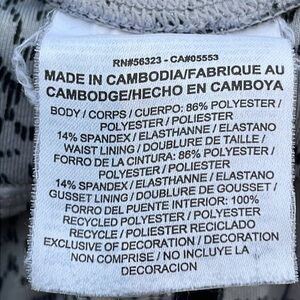 RN#56323 - CA#05553
MADE IN CAMBODIA/FABRIQUE AU
CAMBODGE/HECHO EN CAMBOYA
BODY / CORPS / CUERPO: 86% POLYESTER /
POLYESTER / POLIESTER
14% SPANDEX / ELASTHANNE / ELASTANO
WAIST LINING / DOUBLURE DE TAILLE /
FORRO DE LA CINTURA: 86% POLYESTER
/ POLYESTER / POLIESTER
14% SPANDEX / ELASTHANNE / ELASTANO
GUSSET LINING / DOUBLURE DE GOUSSET /
FORRO DEL PUENTE INTERIOR: 100%
RECYCLED POLYESTER / POLYESTER
RECYCLE / POLIESTER RECICLADO
EXCLUSIVE OF DECORATION / DECORATION
NON COMPRISE / NO INCLUYE LA
DECORACION